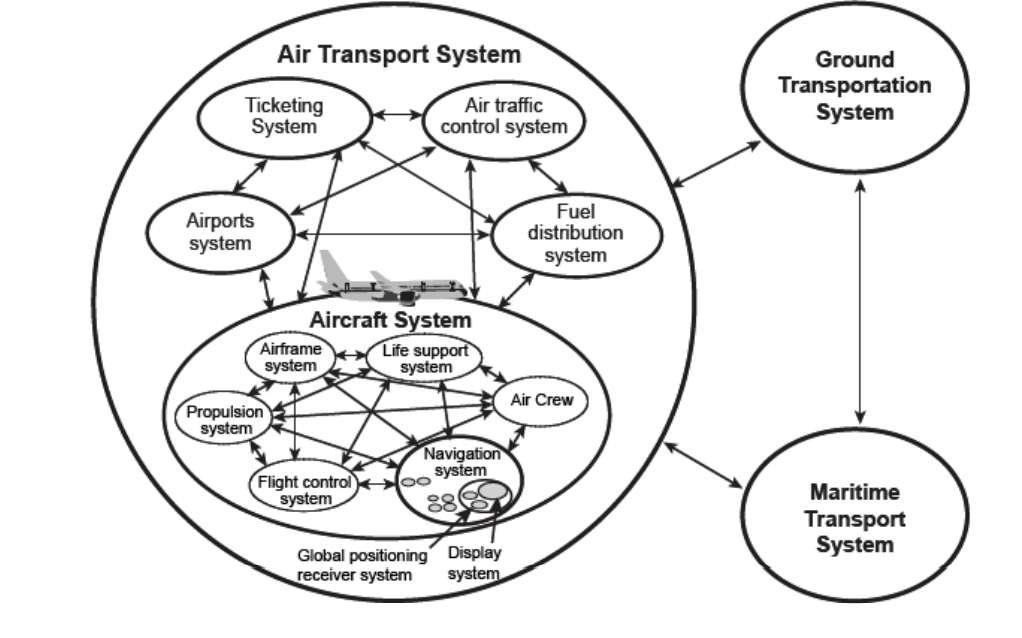 Air Transport System
Ticketing
System
Air traffic
control system
Airports
system
Fuel
distribution
system
Aircraft System
Airframe
system
Life support
system
Air Crew
Propulsion
system
Navigation
system
Flight control
system
Global positioning
receiver system
Display
system
Ground
Transportation
System
Maritime
Transport
System